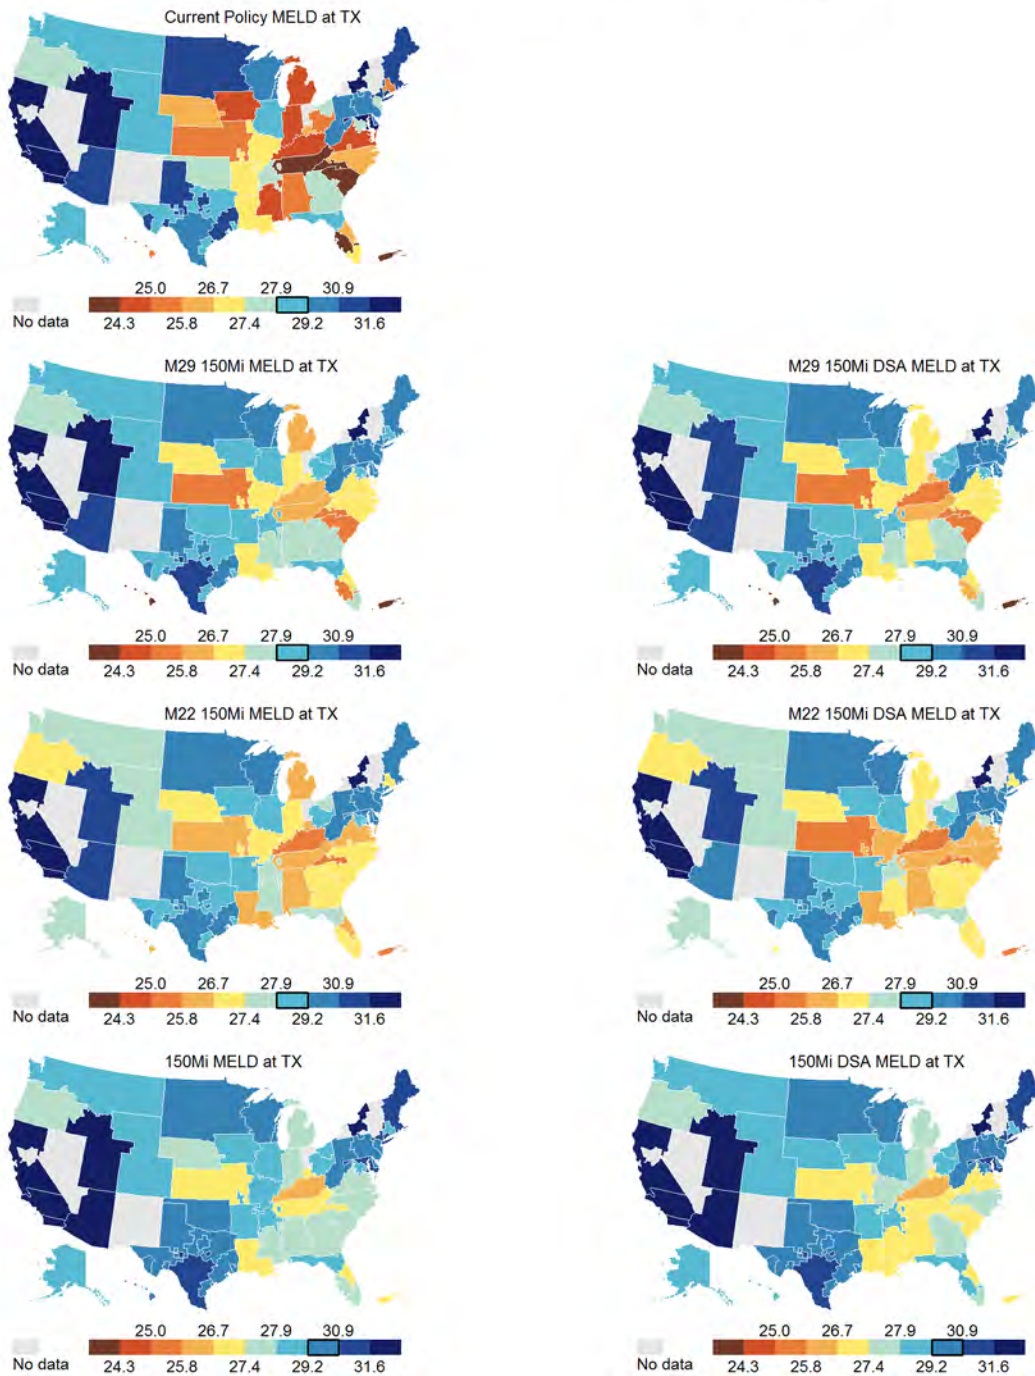 Current Policy MELD at TX
25.0 26.7 27.9 30.9
No data 24.3 25.8 27.4 29.2 31.6
M29 150Mi MELD at TX
25.0 26.7 27.9 30.9
No data 24.3 25.8 27.4 29.2 31.6
M29 150Mi DSA MELD at TX
25.0 26.7 27.9 30.9
No data 24.3 25.8 27.4 29.2 31.6
M22 150Mi MELD at TX
25.0 26.7 27.9 30.9
No data 24.3 25.8 27.4 29.2 31.6
M22 150Mi DSA MELD at TX
25.0 26.7 27.9 30.9
No data 24.3 25.8 27.4 29.2 31.6
150Mi MELD at TX
25.0 26.7 27.9 30.9
No data 24.3 25.8 27.4 29.2 31.6
150Mi DSA MELD at TX
25.0 26.7 27.9 30.9
No data 24.3 25.8 27.4 29.2 31.6